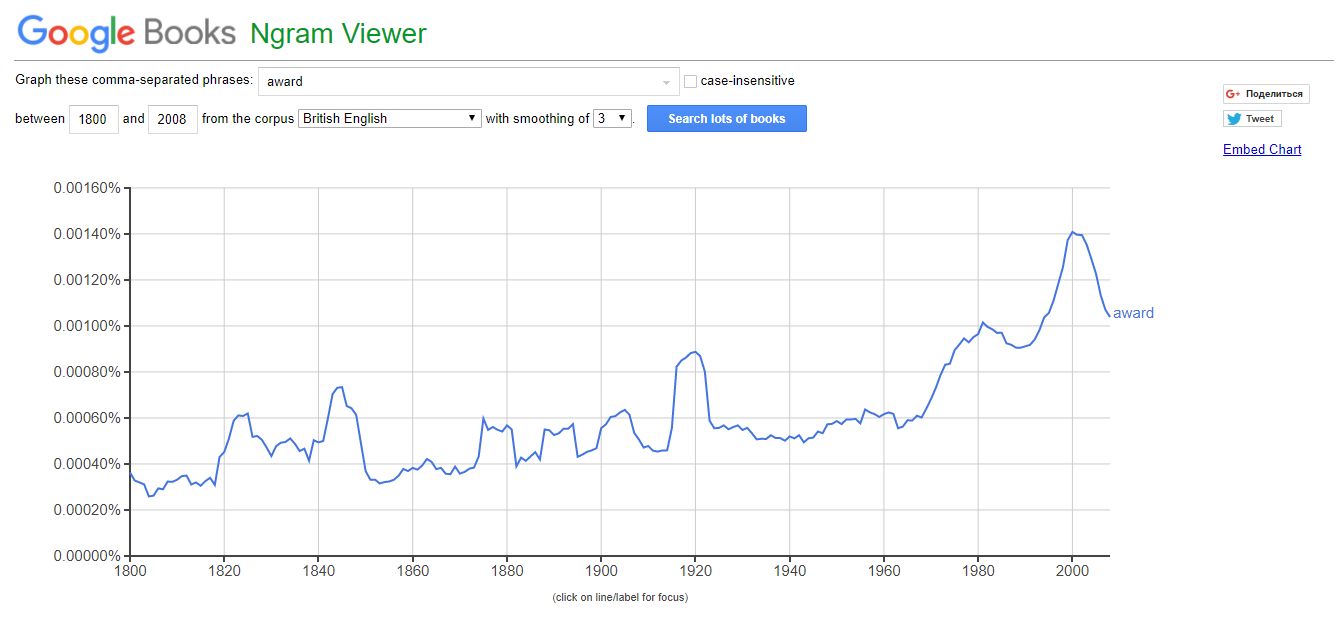 Google Books Ngram Viewer
Graph these comma-separated phrases: award case-insensitive
between 1800 and 2008 from the corpus British English with smoothing of 3 . Search lots of books
G+ Поделиться
Tweet
Embed Chart
0.00160%
0.00140%
0.00120%
0.00100%
0.00080%
0.00060%
0.00040%
0.00020%
0.00000%
award
1800 1820 1840 1860 1880 1900 1920 1940 1960 1980 2000
(click on line/label for focus)